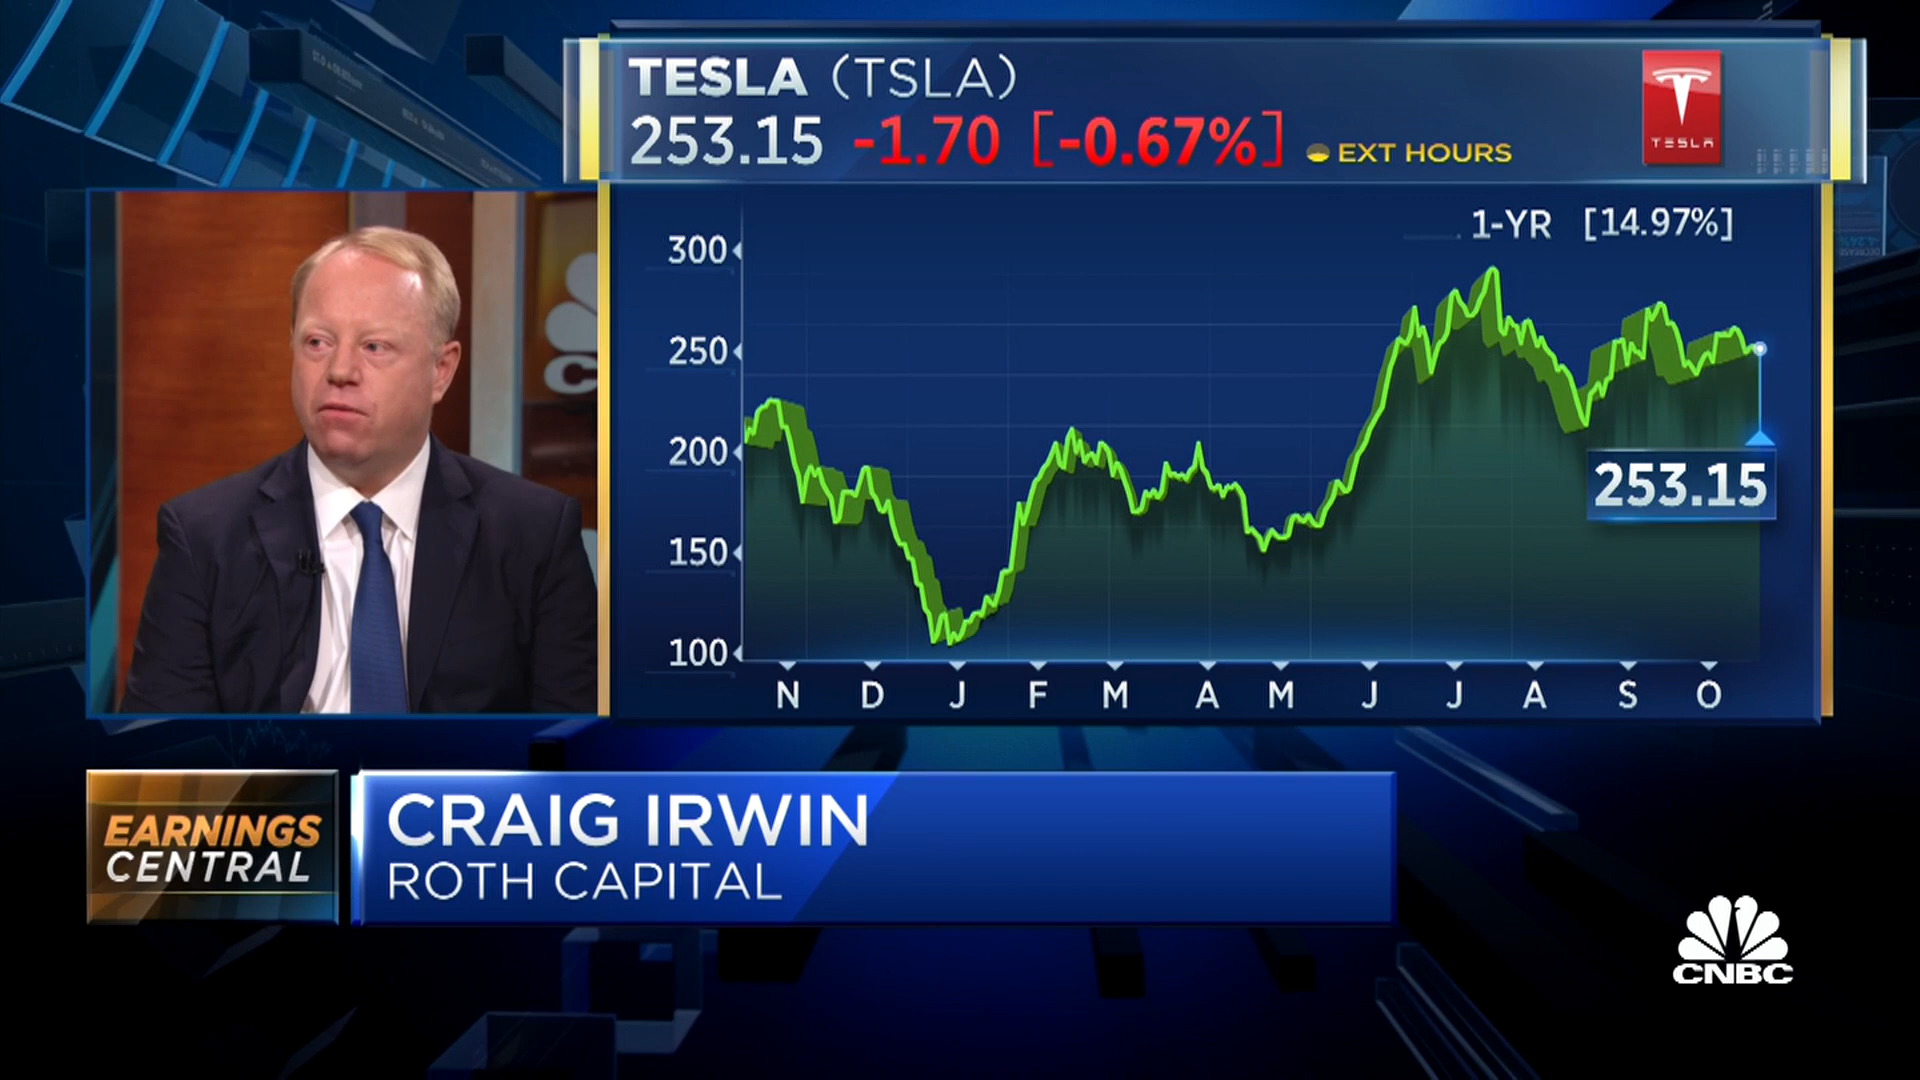 TESLA (TSLA)
253.15 -1.70 [-0.67%] EXT HOURS
TESLA
1-YR [14.97%]
300
250
200
150
100
253.15
N D J F M A M J J A S O
EARNINGS
CENTRAL
CRAIG IRWIN
ROTH CAPITAL
CNBC